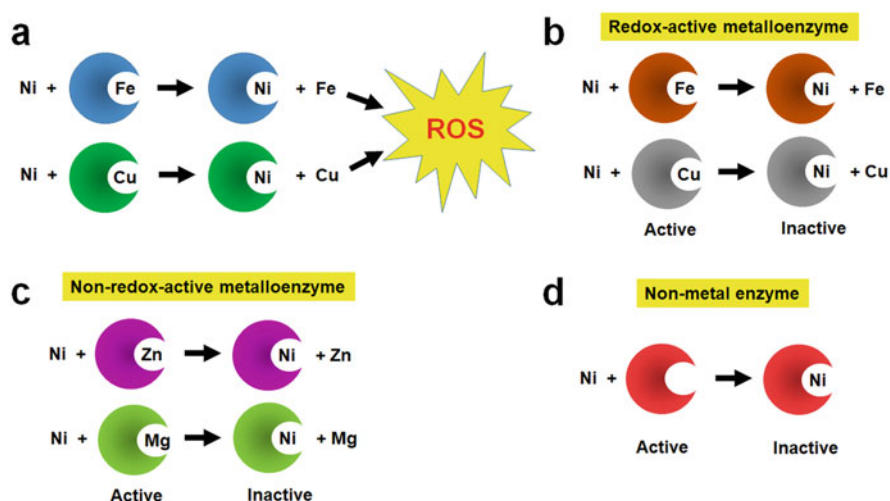 a
Ni + Fe Ni + Fe
Ni + Cu Ni + Cu
ROS
b
Redox-active metalloenzyme
Ni + Fe Ni + Fe
Ni + Cu Ni + Cu
Active Inactive
c
Non-redox-active metalloenzyme
Ni + Zn Ni + Zn
Ni + Mg Ni + Mg
Active Inactive
d
Non-metal enzyme
Ni + Ni
Active Inactive